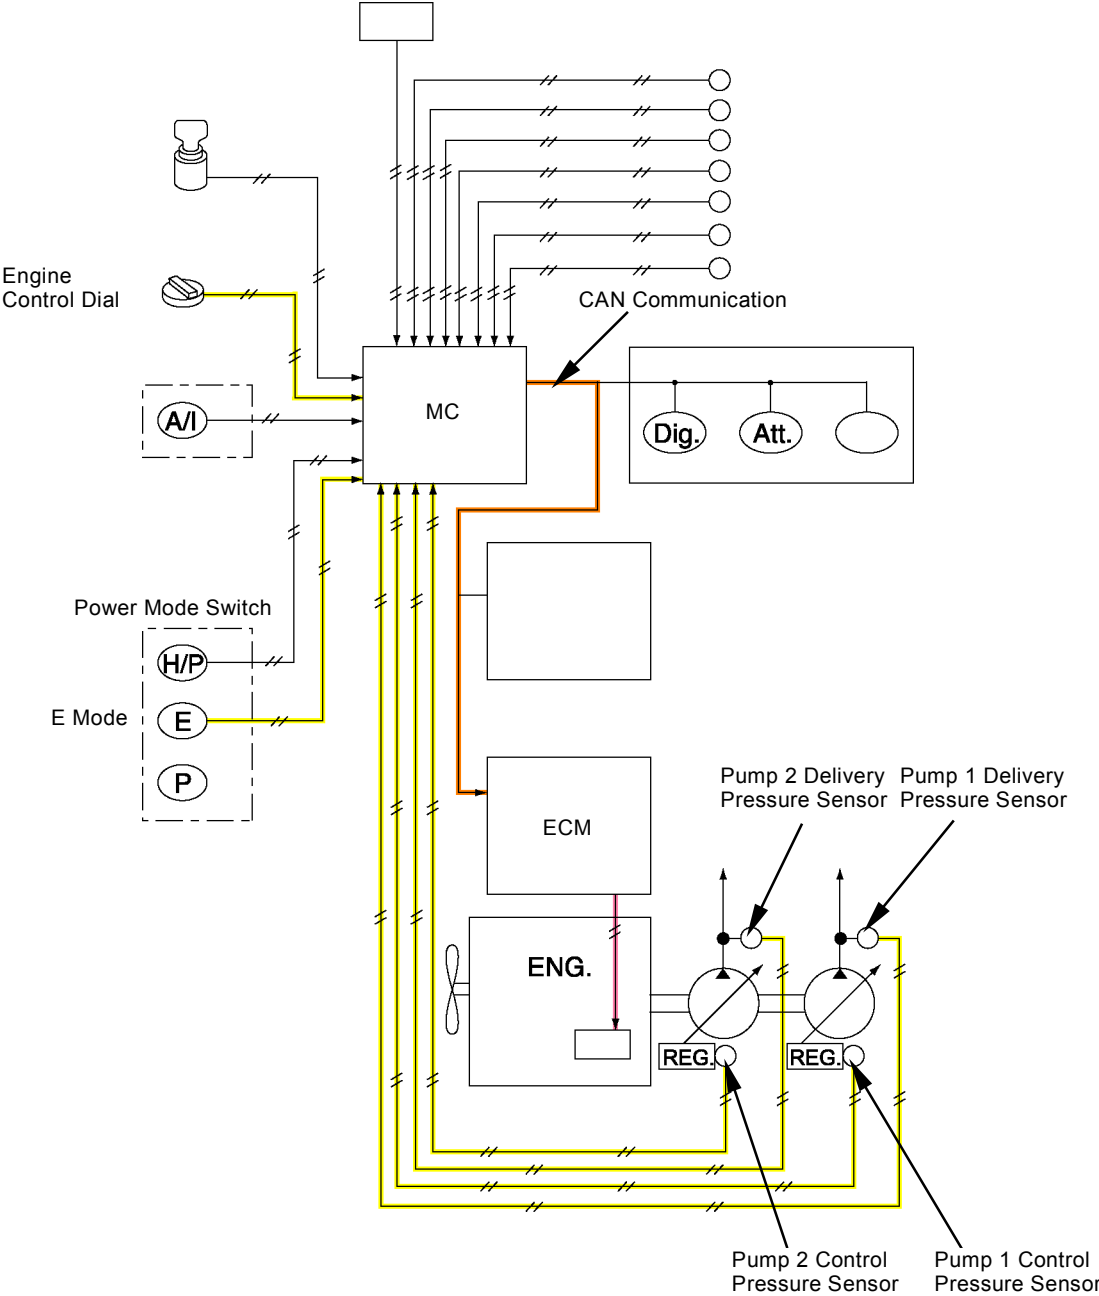 Engine
Control Dial
CAN Communication
A/I
MC
Dig.
Att.
Power Mode Switch
H/P
E Mode
E
P
ECM
Pump 2 Delivery
Pressure Sensor
Pump 1 Delivery
Pressure Sensor
ENG.
REG.
REG.
Pump 2 Control
Pressure Sensor
Pump 1 Control
Pressure Sensor